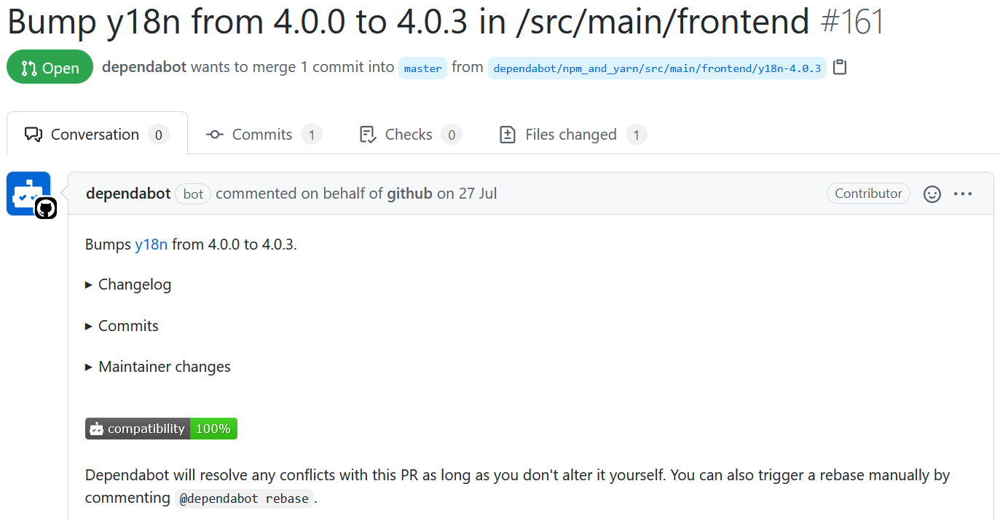 Bump y18n from 4.0.0 to 4.0.3 in /src/main/frontend #161
Open dependabot wants to merge 1 commit into master from dependabot/npm_and_yarn/src/main/frontend/y18n-4.0.3
Conversation 0 Commits 1 Checks 0 Files changed 1
dependabot bot commented on behalf of github on 27 Jul Contributor
Bumps y18n from 4.0.0 to 4.0.3.
Changelog
Commits
Maintainer changes
compatibility 100%
Dependabot will resolve any conflicts with this PR as long as you don't alter it yourself. You can also trigger a rebase manually by
commenting @dependabot rebase.